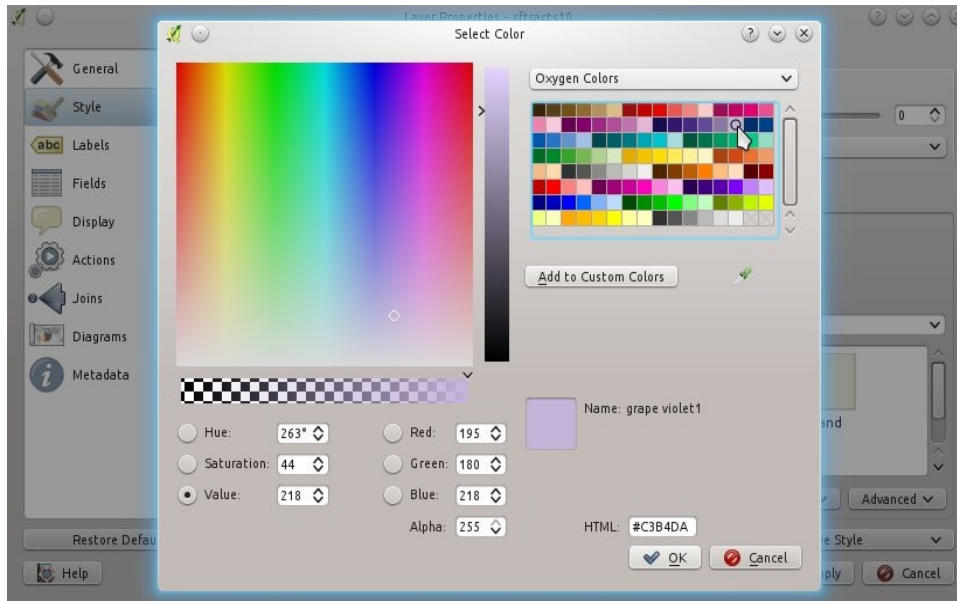 Layer Properties - sftracts10
Select Color
General
Style
abc Labels
Fields
Display
Actions
Joins
Diagrams
Metadata
Oxygen Colors
0
Add to Custom Colors
Name: grape violet1
Hue: 263°
Red: 195
Saturation: 44
Green: 180
Value: 218
Blue: 218
Alpha: 255
HTML: #C3B4DA
OK
Cancel
and
Advanced
Restore Defau
e Style
Help
ply
Cancel